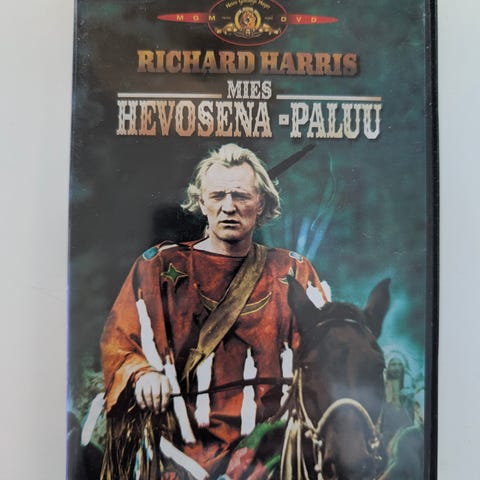 MGM DVD
RICHARD HARRIS
MIES
HEVOSENA - PALUU